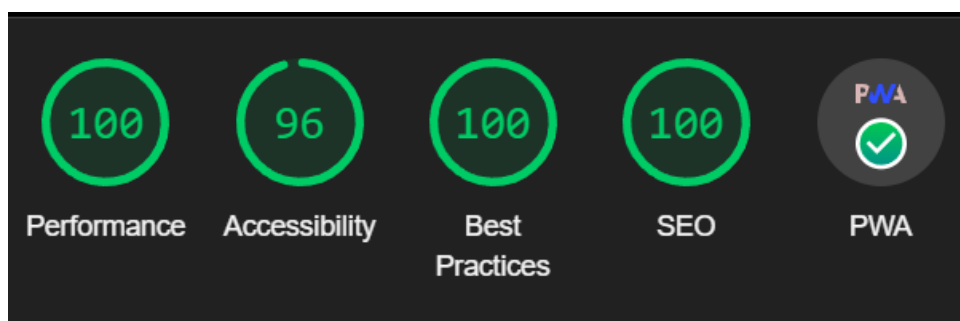 100
96
100
100
PWA
Performance
Accessibility
Best
Practices
SEO
PWA